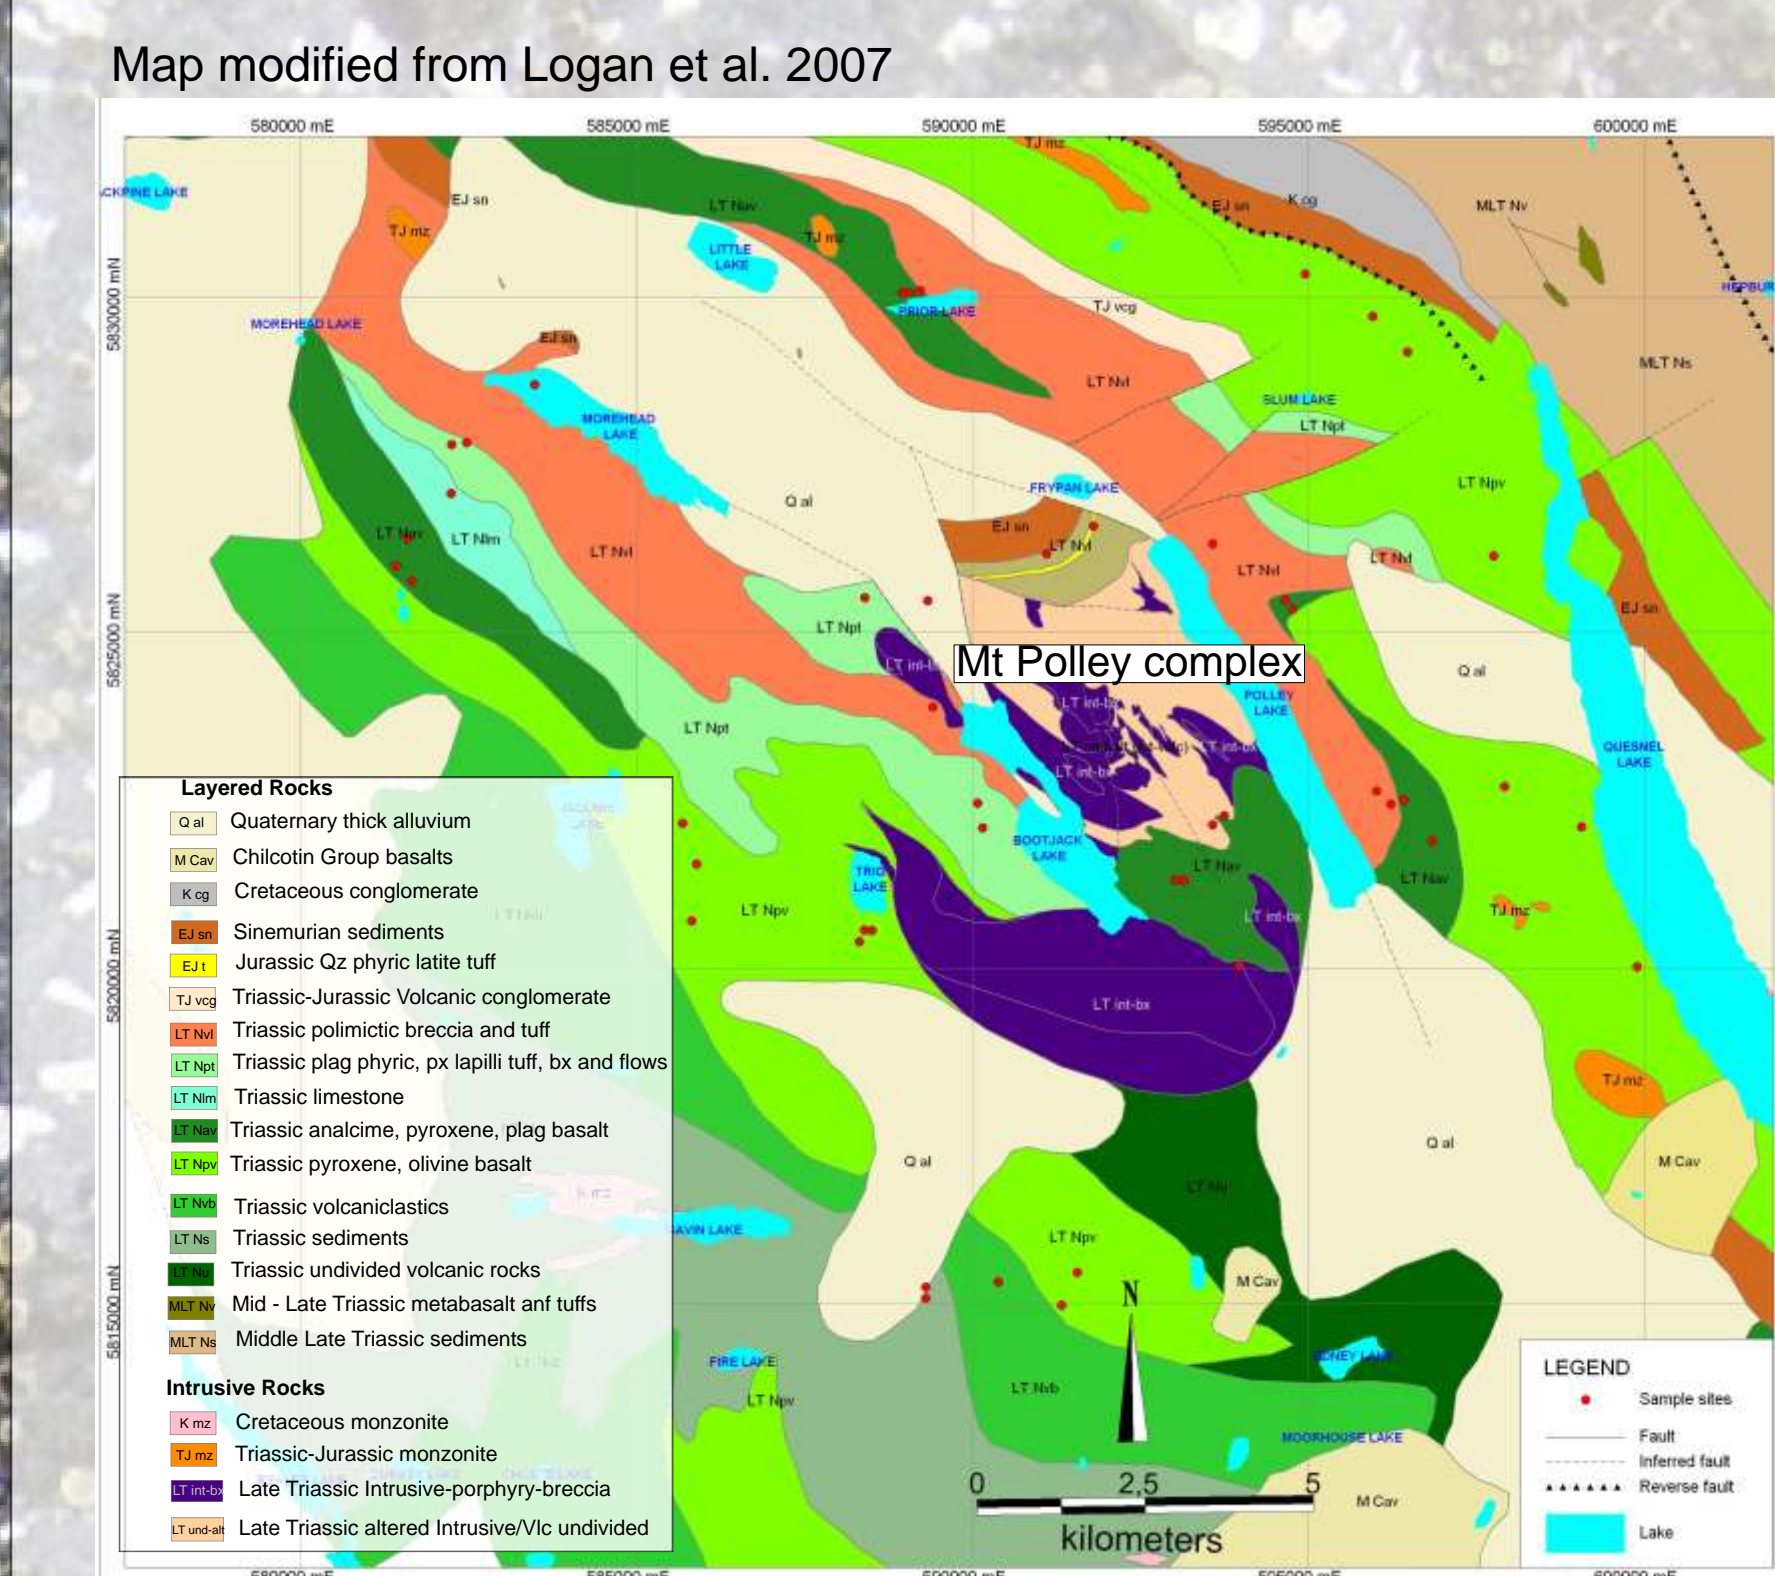 Map modified from Logan et al. 2007
580000 mE
585000 mE
590000 mE
595000 mE
600000 mE
5830000 mN
5825000 mN
5820000 mN
5815000 mN
TJ mz
EJ sn
LT Nav
TJ mz
TJ mz
EJ sn
K cg
MLT Nv
LITTLE
LAKE
PRIOR LAKE
TJ vcg
MOREHEAD LAKE
EJ sn
LT Nvl
MLT Ns
SLUM LAKE
LT Npt
MOREHEAD
LAKE
FRYPAN LAKE
LT Npv
Q al
EJ sn
LT Nvl
LT Nlm
LT Nvl
LT Nvl
LT Nvl
EJ sn
LT Npt
Mt Polley complex
Q al
POLLEY
LAKE
LT int-bx
LT Npt
LT int-bx
LT int-bx
QUESNEL
LAKE
BOOTJACK
LAKE
LT Nav
LT Nav
TRIO
LAKE
LT Npv
LT int-bx
TJ mz
LT int-bx
TJ mz
Q al
Q al
M Cav
LT Nu
LT Npv
M Cav
FIRE LAKE
LT Npv
LT Nvb
MOORHOUSE LAKE
M Cav
Layered Rocks
Q al Quaternary thick alluvium
M Cav Chilcotin Group basalts
K cg Cretaceous conglomerate
EJ sn Sinemurian sediments
EJ t Jurassic Qz phyric latite tuff
TJ vcg Triassic-Jurassic Volcanic conglomerate
LT Nvl Triassic polimictic breccia and tuff
LT Npt Triassic plag phyric, px lapilli tuff, bx and flows
LT Nlm Triassic limestone
LT Nav Triassic analcime, pyroxene, plag basalt
LT Npv Triassic pyroxene, olivine basalt
LT Nvb Triassic volcaniclastics
LT Ns Triassic sediments
LT Nu Triassic undivided volcanic rocks
MLT Nv Mid - Late Triassic metabasalt anf tuffs
MLT Ns Middle Late Triassic sediments
Intrusive Rocks
K mz Cretaceous monzonite
TJ mz Triassic-Jurassic monzonite
LT int-bx Late Triassic Intrusive-porphyry-breccia
LT und-alt Late Triassic altered Intrusive/Vlc undivided
N
0 2,5 5
kilometers
LEGEND
Sample sites
Fault
Inferred fault
Reverse fault
Lake